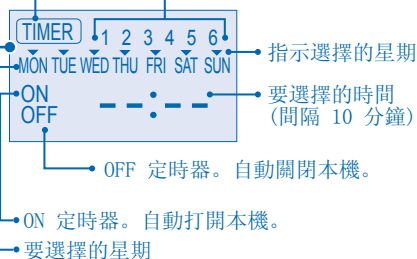 TIMER 1 2 3 4 5 6
MON TUE WED THU FRI SAT SUN
指示選擇的星期
ON
OFF
--:--
要選擇的時間
(間隔 10 分鐘)
OFF 定時器。自動關閉本機。
ON 定時器。自動打開本機。
要選擇的星期